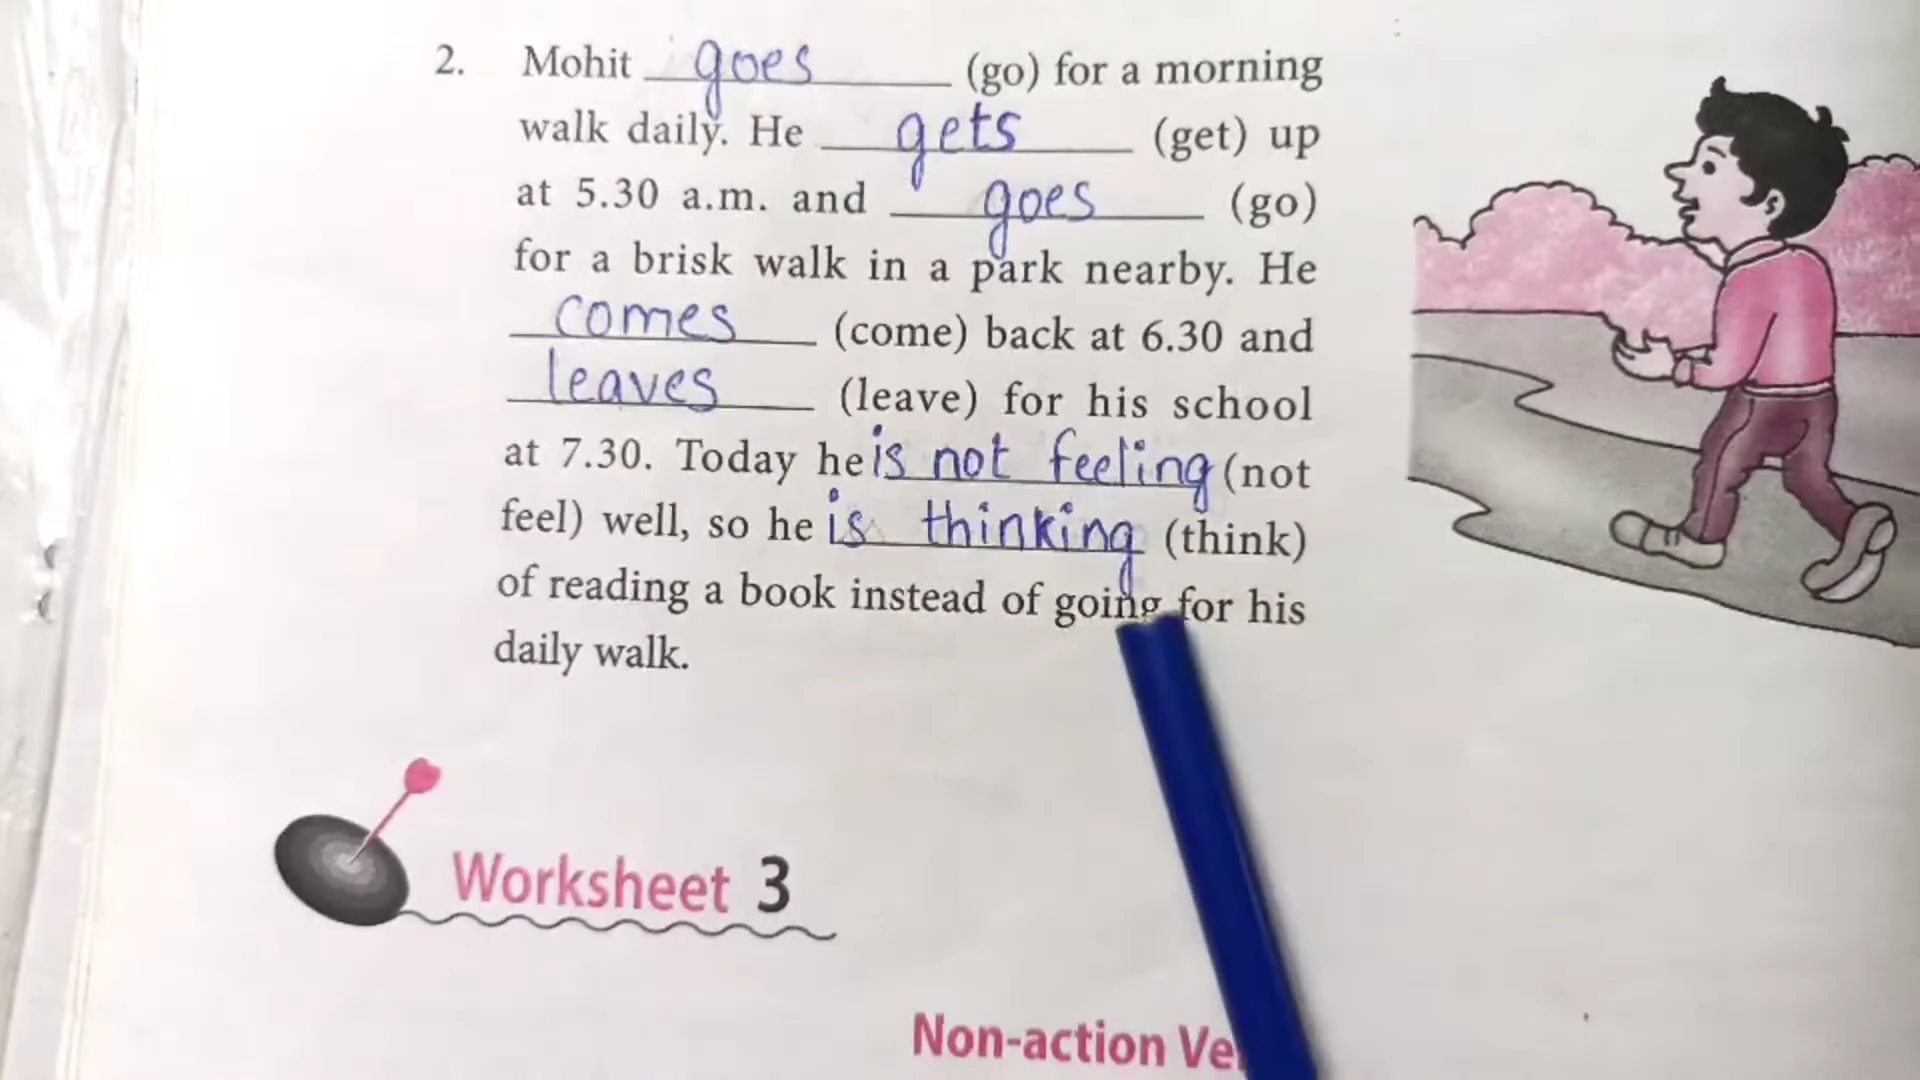 2. Mohit goes (go) for a morning
walk daily. He gets (get) up
at 5.30 a.m. and goes (go)
for a brisk walk in a park nearby. He
comes (come) back at 6.30 and
leaves (leave) for his school
at 7.30. Today he is not feeling (not
feel) well, so he is thinking (think)
of reading a book instead of going for his
daily walk.
Worksheet 3
Non-action